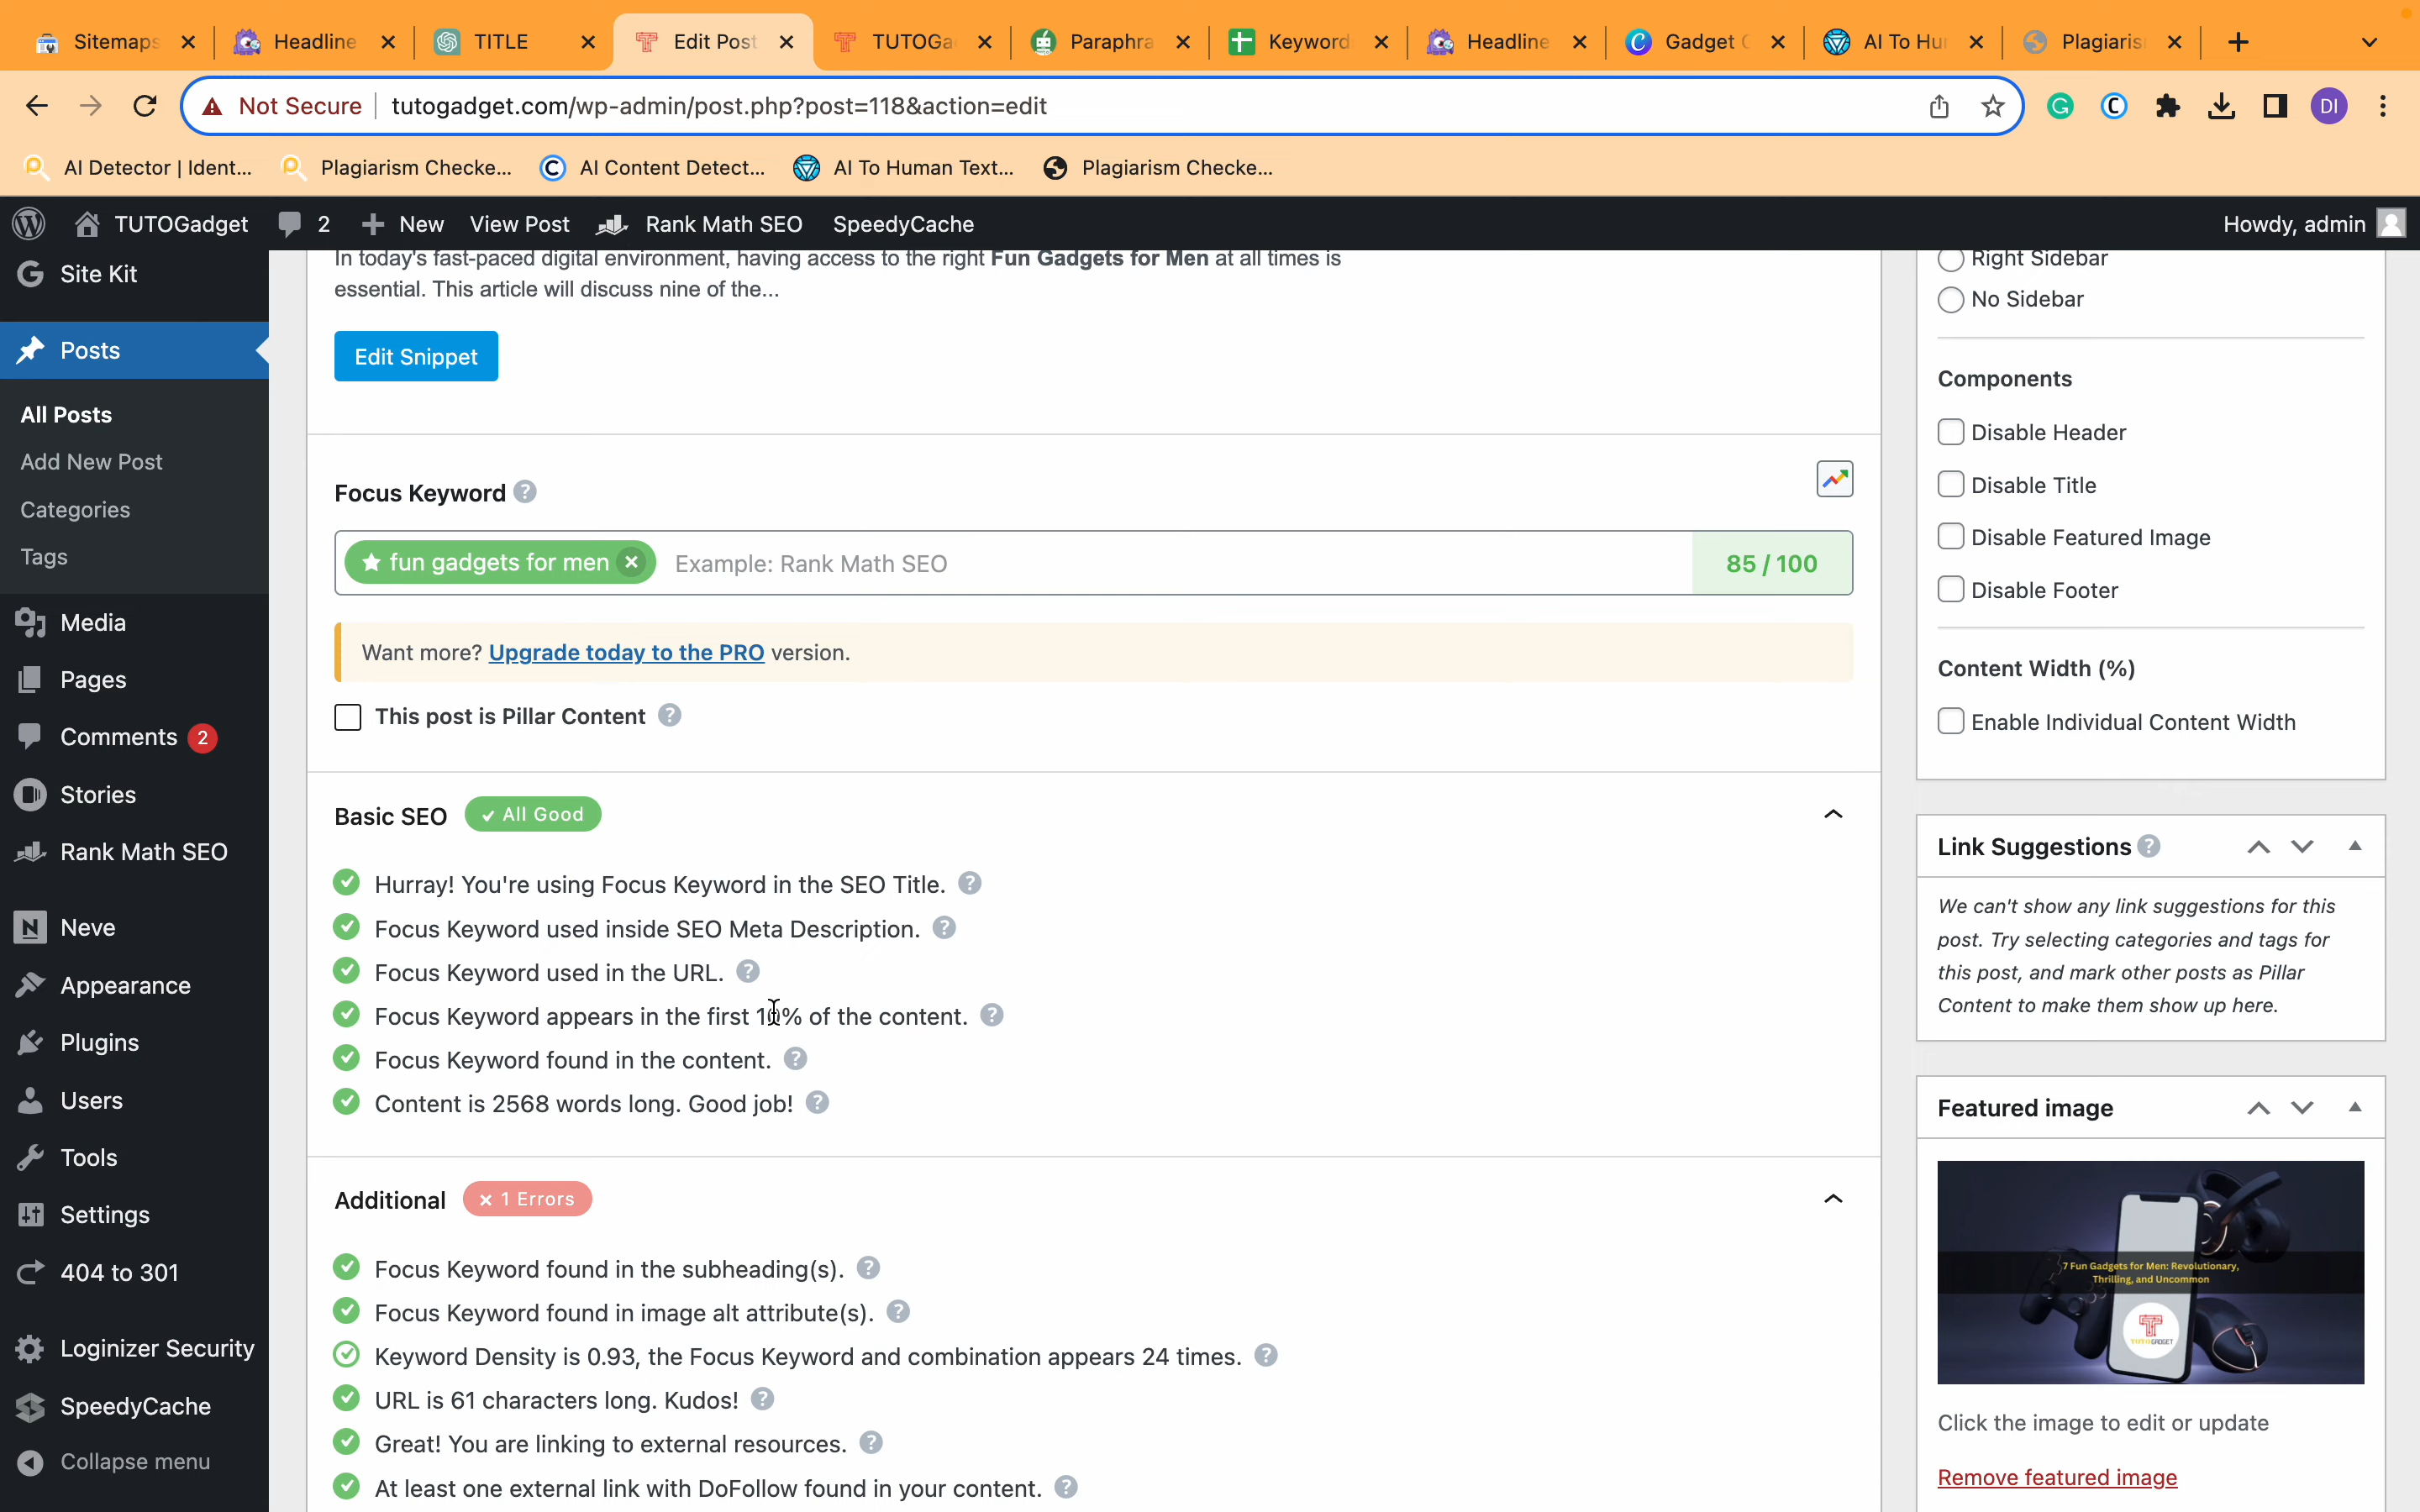 Sitemaps
Headline
TITLE
Edit Post
TUTOGa
Paraphra
Keyword
Headline
Gadget
AI To Hu
Plagiaris
Not Secure
tutogadget.com/wp-admin/post.php?post=118&action=edit
DI
AI Detector | Ident...
Plagiarism Checke...
AI Content Detect...
AI To Human Text...
Plagiarism Checke...
TUTOGadget
2
New
View Post
Rank Math SEO
SpeedyCache
Howdy, admin
Site Kit
Posts
All Posts
Add New Post
Categories
Tags
Media
Pages
Comments 2
Stories
Rank Math SEO
Neve
Appearance
Plugins
Users
Tools
Settings
404 to 301
Loginizer Security
SpeedyCache
Collapse menu
In today's fast-paced digital environment, having access to the right Fun Gadgets for Men at all times is
essential. This article will discuss nine of the...
Edit Snippet
Focus Keyword
fun gadgets for men
Example: Rank Math SEO
85 / 100
Want more? Upgrade today to the PRO version.
This post is Pillar Content
Basic SEO
All Good
Hurray! You're using Focus Keyword in the SEO Title.
Focus Keyword used inside SEO Meta Description.
Focus Keyword used in the URL.
Focus Keyword appears in the first 10% of the content.
Focus Keyword found in the content.
Content is 2568 words long. Good job!
Additional
1 Errors
Focus Keyword found in the subheading(s).
Focus Keyword found in image alt attribute(s).
Keyword Density is 0.93, the Focus Keyword and combination appears 24 times.
URL is 61 characters long. Kudos!
Great! You are linking to external resources.
At least one external link with DoFollow found in your content.
Right Sidebar
No Sidebar
Components
Disable Header
Disable Title
Disable Featured Image
Disable Footer
Content Width (%)
Enable Individual Content Width
Link Suggestions
We can't show any link suggestions for this
post. Try selecting categories and tags for
this post, and mark other posts as Pillar
Content to make them show up here.
Featured image
7 Fun Gadgets for Men: Revolutionary,
Thrilling, and Uncommon
TUTOGADGET
Click the image to edit or update
Remove featured image